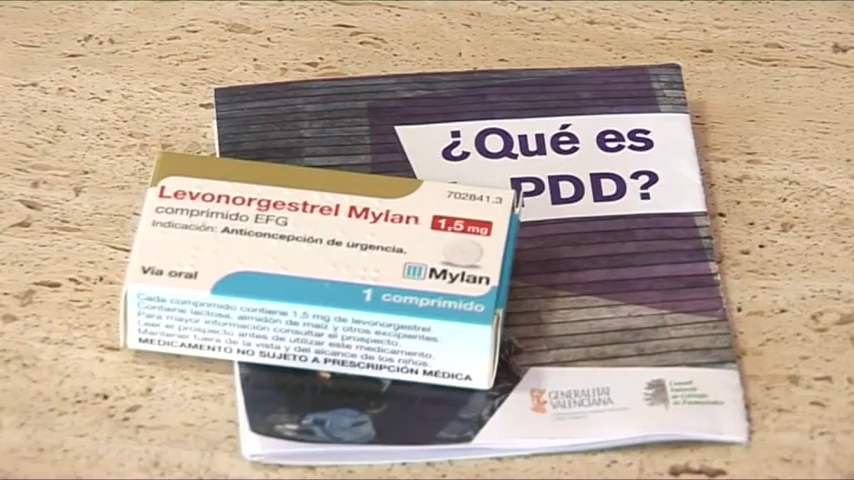 ¿Qué es
PDD?
702841.3
Levonorgestrel Mylan
1,5 mg
comprimido EFG
Indicación: Anticoncepción de urgencia.
Mylan
Vía oral
1 comprimido
Cada comprimido contiene 1,5 mg de levonorgestrel.
Contiene lactosa, almidón de maíz y otros excipientes.
Para mayor información consultar el prospecto.
Leer el prospecto antes de utilizar este medicamento.
Mantener fuera de la vista y del alcance de los niños.
MEDICAMENTO NO SUJETO A PRESCRIPCIÓN MÉDICA
GENERALITAT
VALENCIANA